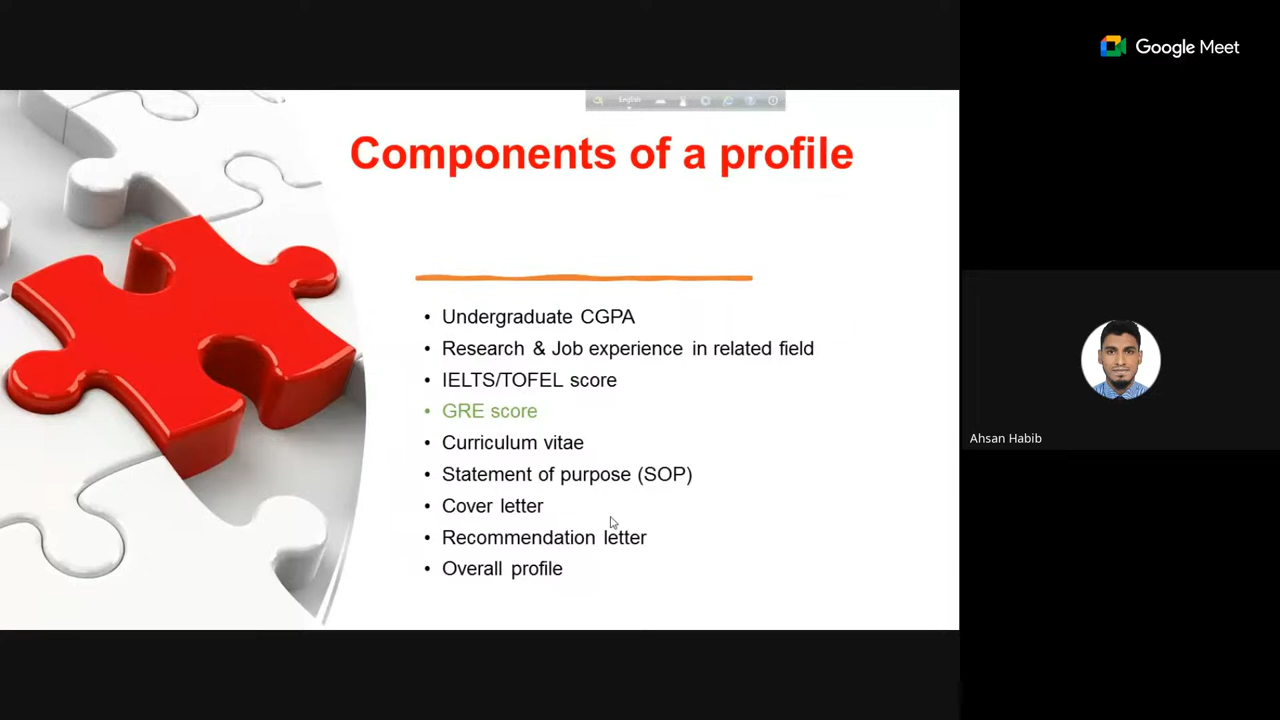 Google Meet
English
Components of a profile
• Undergraduate CGPA
• Research & Job experience in related field
• IELTS/TOFEL score
• GRE score
• Curriculum vitae
• Statement of purpose (SOP)
• Cover letter
• Recommendation letter
• Overall profile
Ahsan Habib